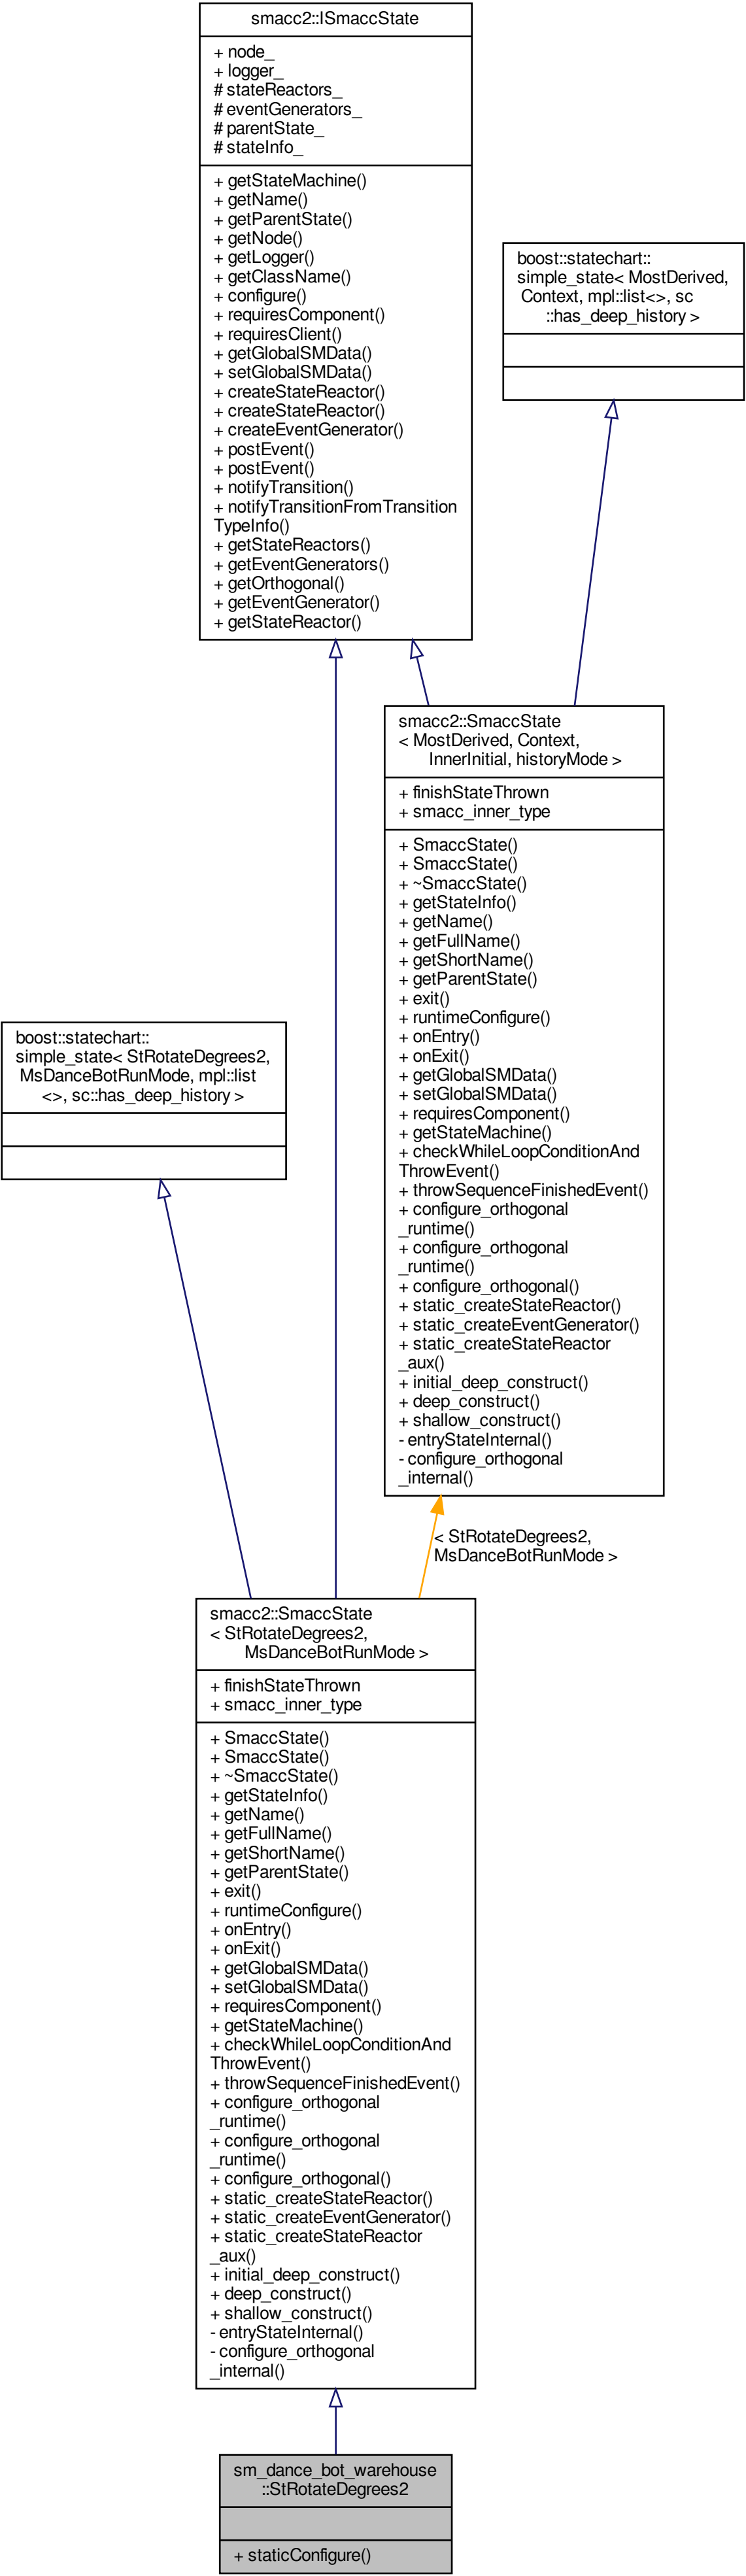 smacc2::ISmaccState
+ node_
+ logger_
# stateReactors_
# eventGenerators_
# parentState_
# stateInfo_
+ getStateMachine()
+ getName()
+ getParentState()
+ getNode()
+ getLogger()
+ getClassName()
+ configure()
+ requiresComponent()
+ requiresClient()
+ getGlobalSMData()
+ setGlobalSMData()
+ createStateReactor()
+ createStateReactor()
+ createEventGenerator()
+ postEvent()
+ postEvent()
+ notifyTransition()
+ notifyTransitionFromTransition
TypeInfo()
+ getStateReactors()
+ getEventGenerators()
+ getOrthogonal()
+ getEventGenerator()
+ getStateReactor()
boost::statechart::
simple_state< MostDerived,
Context, mpl::list<>, sc
::has_deep_history >
smacc2::SmaccState
< MostDerived, Context,
InnerInitial, historyMode >
+ finishStateThrown
+ smacc_inner_type
+ SmaccState()
+ SmaccState()
+ ~SmaccState()
+ getStateInfo()
+ getName()
+ getFullName()
+ getShortName()
+ getParentState()
+ exit()
+ runtimeConfigure()
+ onEntry()
+ onExit()
+ getGlobalSMData()
+ setGlobalSMData()
+ requiresComponent()
+ getStateMachine()
+ checkWhileLoopConditionAnd
ThrowEvent()
+ throwSequenceFinishedEvent()
+ configure_orthogonal
_runtime()
+ configure_orthogonal
_runtime()
+ configure_orthogonal()
+ static_createStateReactor()
+ static_createEventGenerator()
+ static_createStateReactor
_aux()
+ initial_deep_construct()
+ deep_construct()
+ shallow_construct()
- entryStateInternal()
- configure_orthogonal
_internal()
boost::statechart::
simple_state< StRotateDegrees2,
MsDanceBotRunMode, mpl::list
<>, sc::has_deep_history >
< StRotateDegrees2,
MsDanceBotRunMode >
smacc2::SmaccState
< StRotateDegrees2,
MsDanceBotRunMode >
+ finishStateThrown
+ smacc_inner_type
+ SmaccState()
+ SmaccState()
+ ~SmaccState()
+ getStateInfo()
+ getName()
+ getFullName()
+ getShortName()
+ getParentState()
+ exit()
+ runtimeConfigure()
+ onEntry()
+ onExit()
+ getGlobalSMData()
+ setGlobalSMData()
+ requiresComponent()
+ getStateMachine()
+ checkWhileLoopConditionAnd
ThrowEvent()
+ throwSequenceFinishedEvent()
+ configure_orthogonal
_runtime()
+ configure_orthogonal
_runtime()
+ configure_orthogonal()
+ static_createStateReactor()
+ static_createEventGenerator()
+ static_createStateReactor
_aux()
+ initial_deep_construct()
+ deep_construct()
+ shallow_construct()
- entryStateInternal()
- configure_orthogonal
_internal()
sm_dance_bot_warehouse
::StRotateDegrees2
+ staticConfigure()